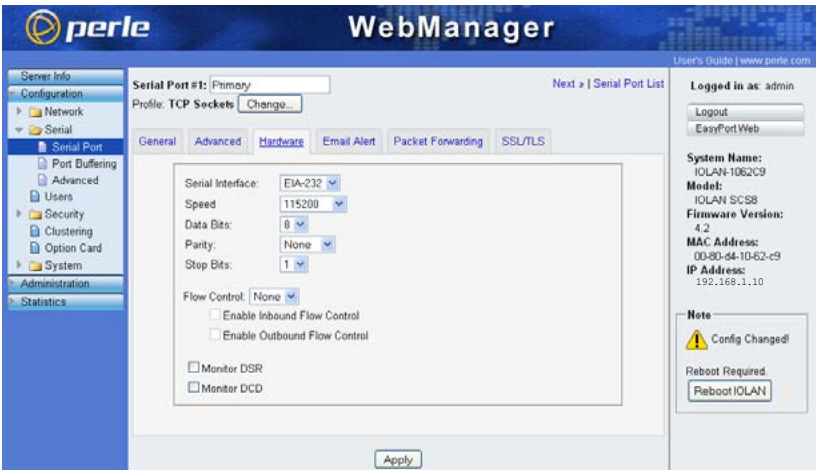 perle
WebManager
User's Guide | www.perle.com
Server Info
Configuration
Network
Serial
Serial Port
Port Buffering
Advanced
Users
Security
Clustering
Option Card
System
Administration
Statistics
Serial Port #1: Primary
Next » | Serial Port List
Profile: TCP Sockets Change...
General Advanced Hardware Email Alert Packet Forwarding SSL/TLS
Serial Interface: EIA-232
Speed 115200
Data Bits: 8
Parity: None
Stop Bits: 1
Flow Control: None
Enable Inbound Flow Control
Enable Outbound Flow Control
Monitor DSR
Monitor DCD
Apply
Logged in as: admin
Logout
EasyPort Web
System Name:
IOLAN-1062C9
Model:
IOLAN SCS8
Firmware Version:
4.2
MAC Address:
00-80-d4-10-62-c9
IP Address:
192.168.1.10
Note
Config Changed!
Reboot Required.
Reboot IOLAN